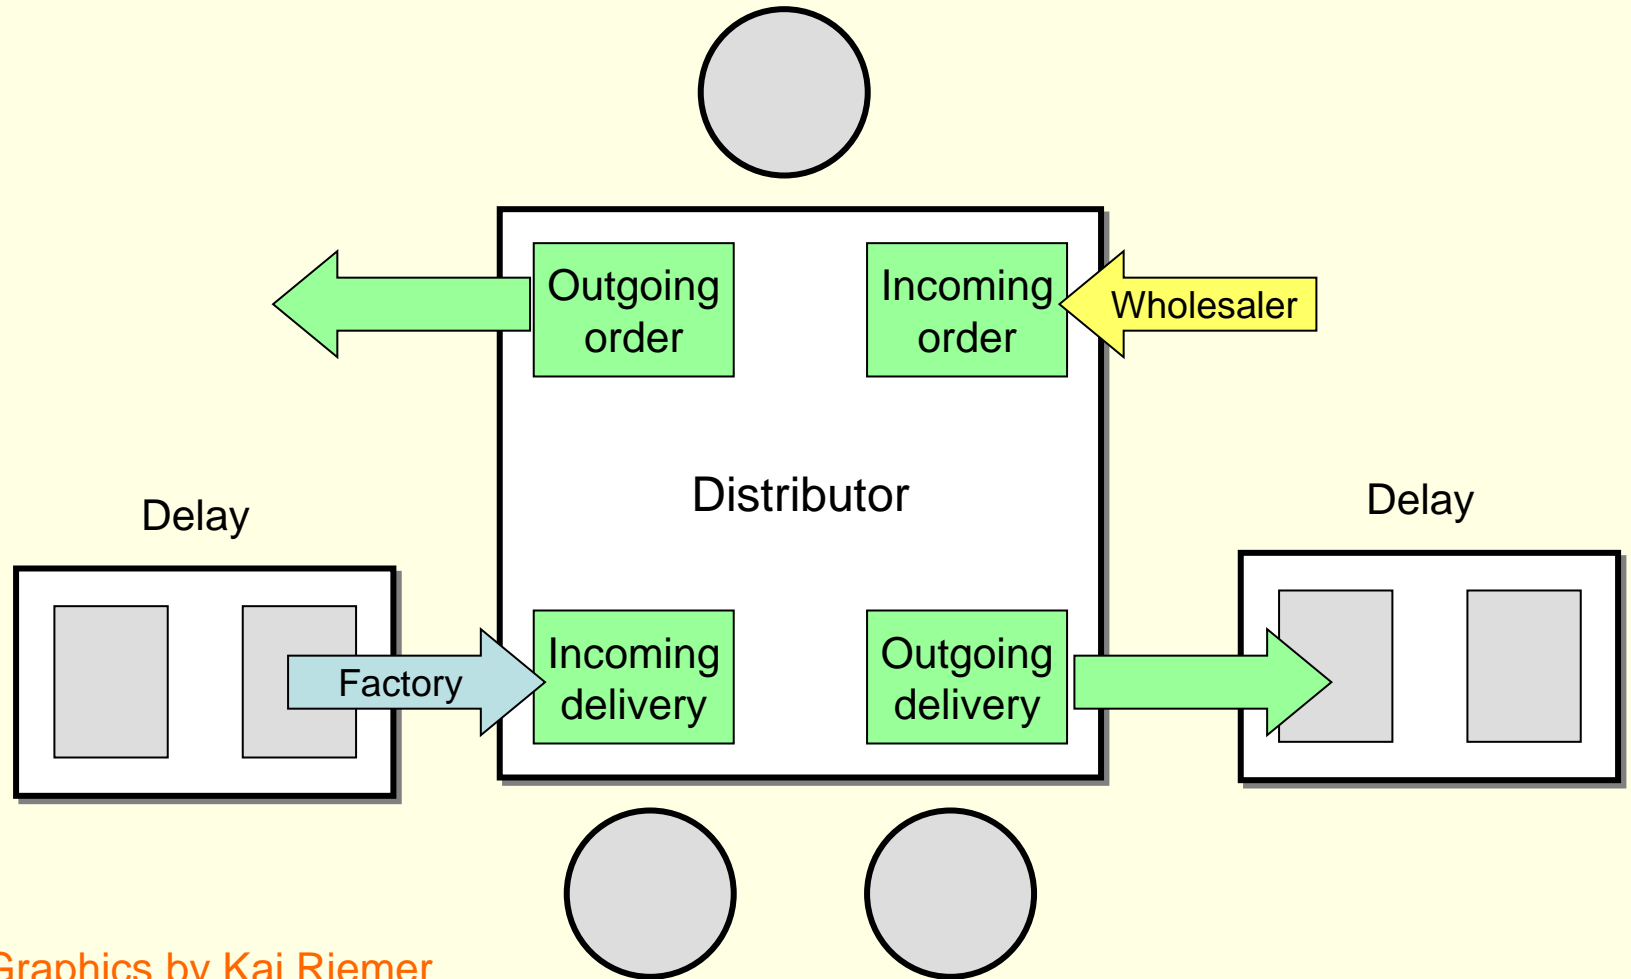 Outgoing
order
Incoming
order
Wholesaler
Distributor
Delay
Delay
Factory
Incoming
delivery
Outgoing
delivery
Graphics by Kai Riemer